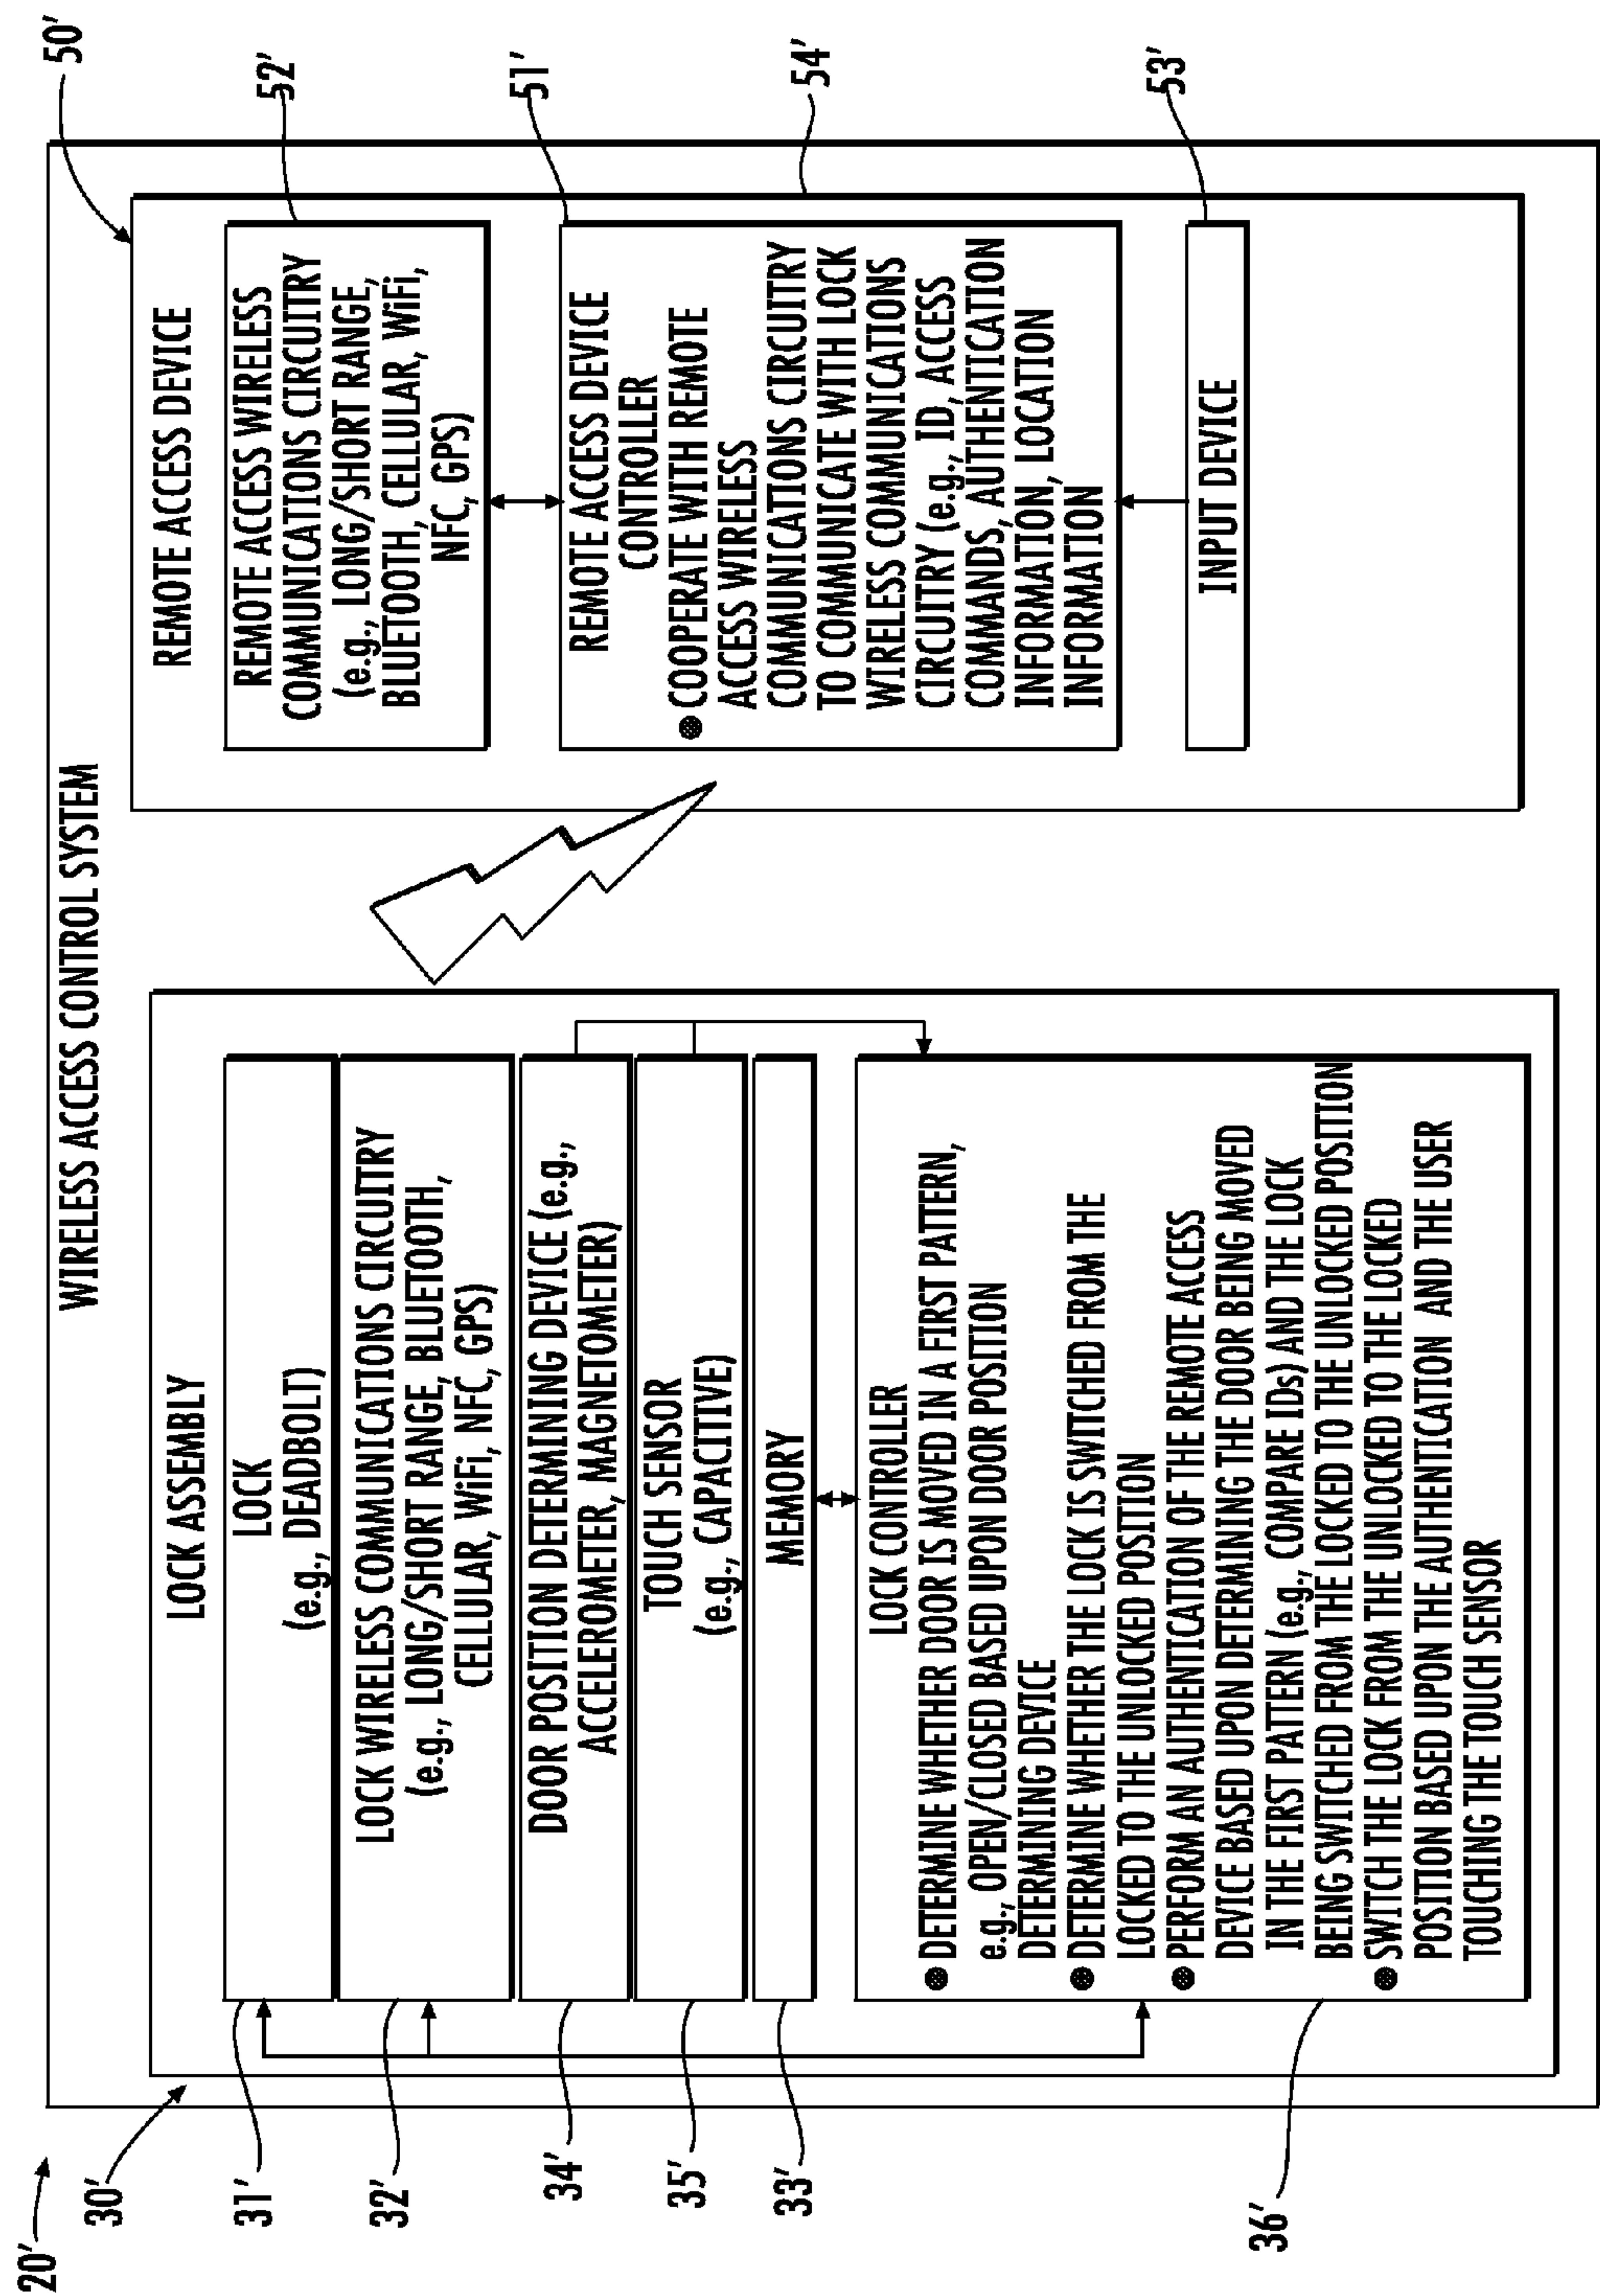 20'
WIRELESS ACCESS CONTROL SYSTEM
30'
LOCK ASSEMBLY
31'
LOCK
(e.g., DEADBOLT)
32'
LOCK WIRELESS COMMUNICATIONS CIRCUITRY
(e.g., LONG/SHORT RANGE, BLUETOOTH,
CELLULAR, WiFi, NFC, GPS)
34'
DOOR POSITION DETERMINING DEVICE (e.g.,
ACCELEROMETER, MAGNETOMETER)
35'
TOUCH SENSOR
(e.g., CAPACITIVE)
33'
MEMORY
36'
LOCK CONTROLLER
● DETERMINE WHETHER DOOR IS MOVED IN A FIRST PATTERN,
e.g., OPEN/CLOSED BASED UPON DOOR POSITION
DETERMINING DEVICE
● DETERMINE WHETHER THE LOCK IS SWITCHED FROM THE
LOCKED TO THE UNLOCKED POSITION
● PERFORM AN AUTHENTICATION OF THE REMOTE ACCESS
DEVICE BASED UPON DETERMINING THE DOOR BEING MOVED
IN THE FIRST PATTERN (e.g., COMPARE IDs) AND THE LOCK
BEING SWITCHED FROM THE LOCKED TO THE UNLOCKED POSITION
● SWITCH THE LOCK FROM THE UNLOCKED TO THE LOCKED
POSITION BASED UPON THE AUTHENTICATION AND THE USER
TOUCHING THE TOUCH SENSOR
50'
REMOTE ACCESS DEVICE
52'
REMOTE ACCESS WIRELESS
COMMUNICATIONS CIRCUITRY
(e.g., LONG/SHORT RANGE,
BLUETOOTH, CELLULAR, WiFi,
NFC, GPS)
51'
REMOTE ACCESS DEVICE
CONTROLLER
● COOPERATE WITH REMOTE
ACCESS WIRELESS
COMMUNICATIONS CIRCUITRY
TO COMMUNICATE WITH LOCK
WIRELESS COMMUNICATIONS
CIRCUITRY (e.g., ID, ACCESS
COMMANDS, AUTHENTICATION
INFORMATION, LOCATION
INFORMATION
54'
53'
INPUT DEVICE